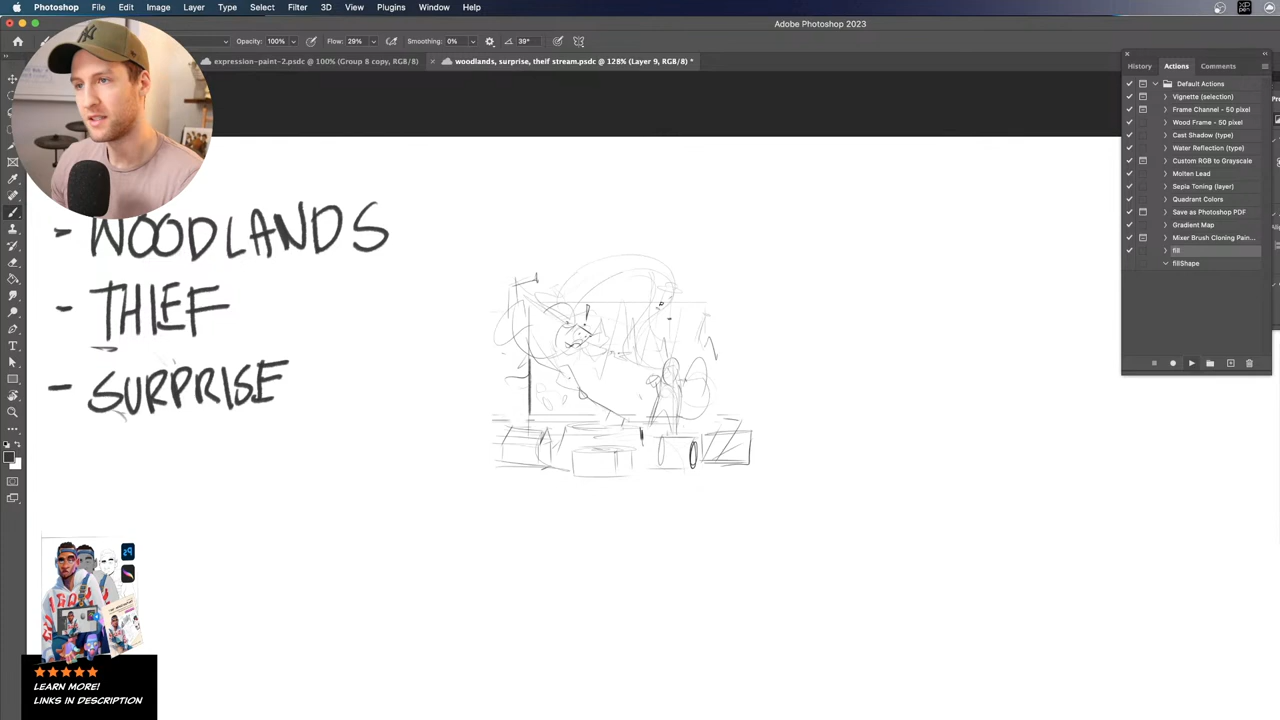 Photoshop File Edit Image Layer Type Select Filter 3D View Plugins Window Help
Adobe Photoshop 2023
Opacity: 100% Flow: 29% Smoothing: 0% 39°
expression-paint-2.psdc @ 100% (Group 8 copy, RGB/8)
woodlands, surprise, theif stream.psdc @ 128% (Layer 9, RGB/8) *
History Actions Comments
Default Actions
Vignette (selection)
Frame Channel - 50 pixel
Wood Frame - 50 pixel
Cast Shadow (type)
Water Reflection (type)
Custom RGB to Grayscale
Molten Lead
Sepia Toning (layer)
Quadrant Colors
Save as Photoshop PDF
Gradient Map
Mixer Brush Cloning Pain...
fill
fillShape
- WOODLANDS
- THIEF
- SURPRISE
LEARN MORE!
LINKS IN DESCRIPTION